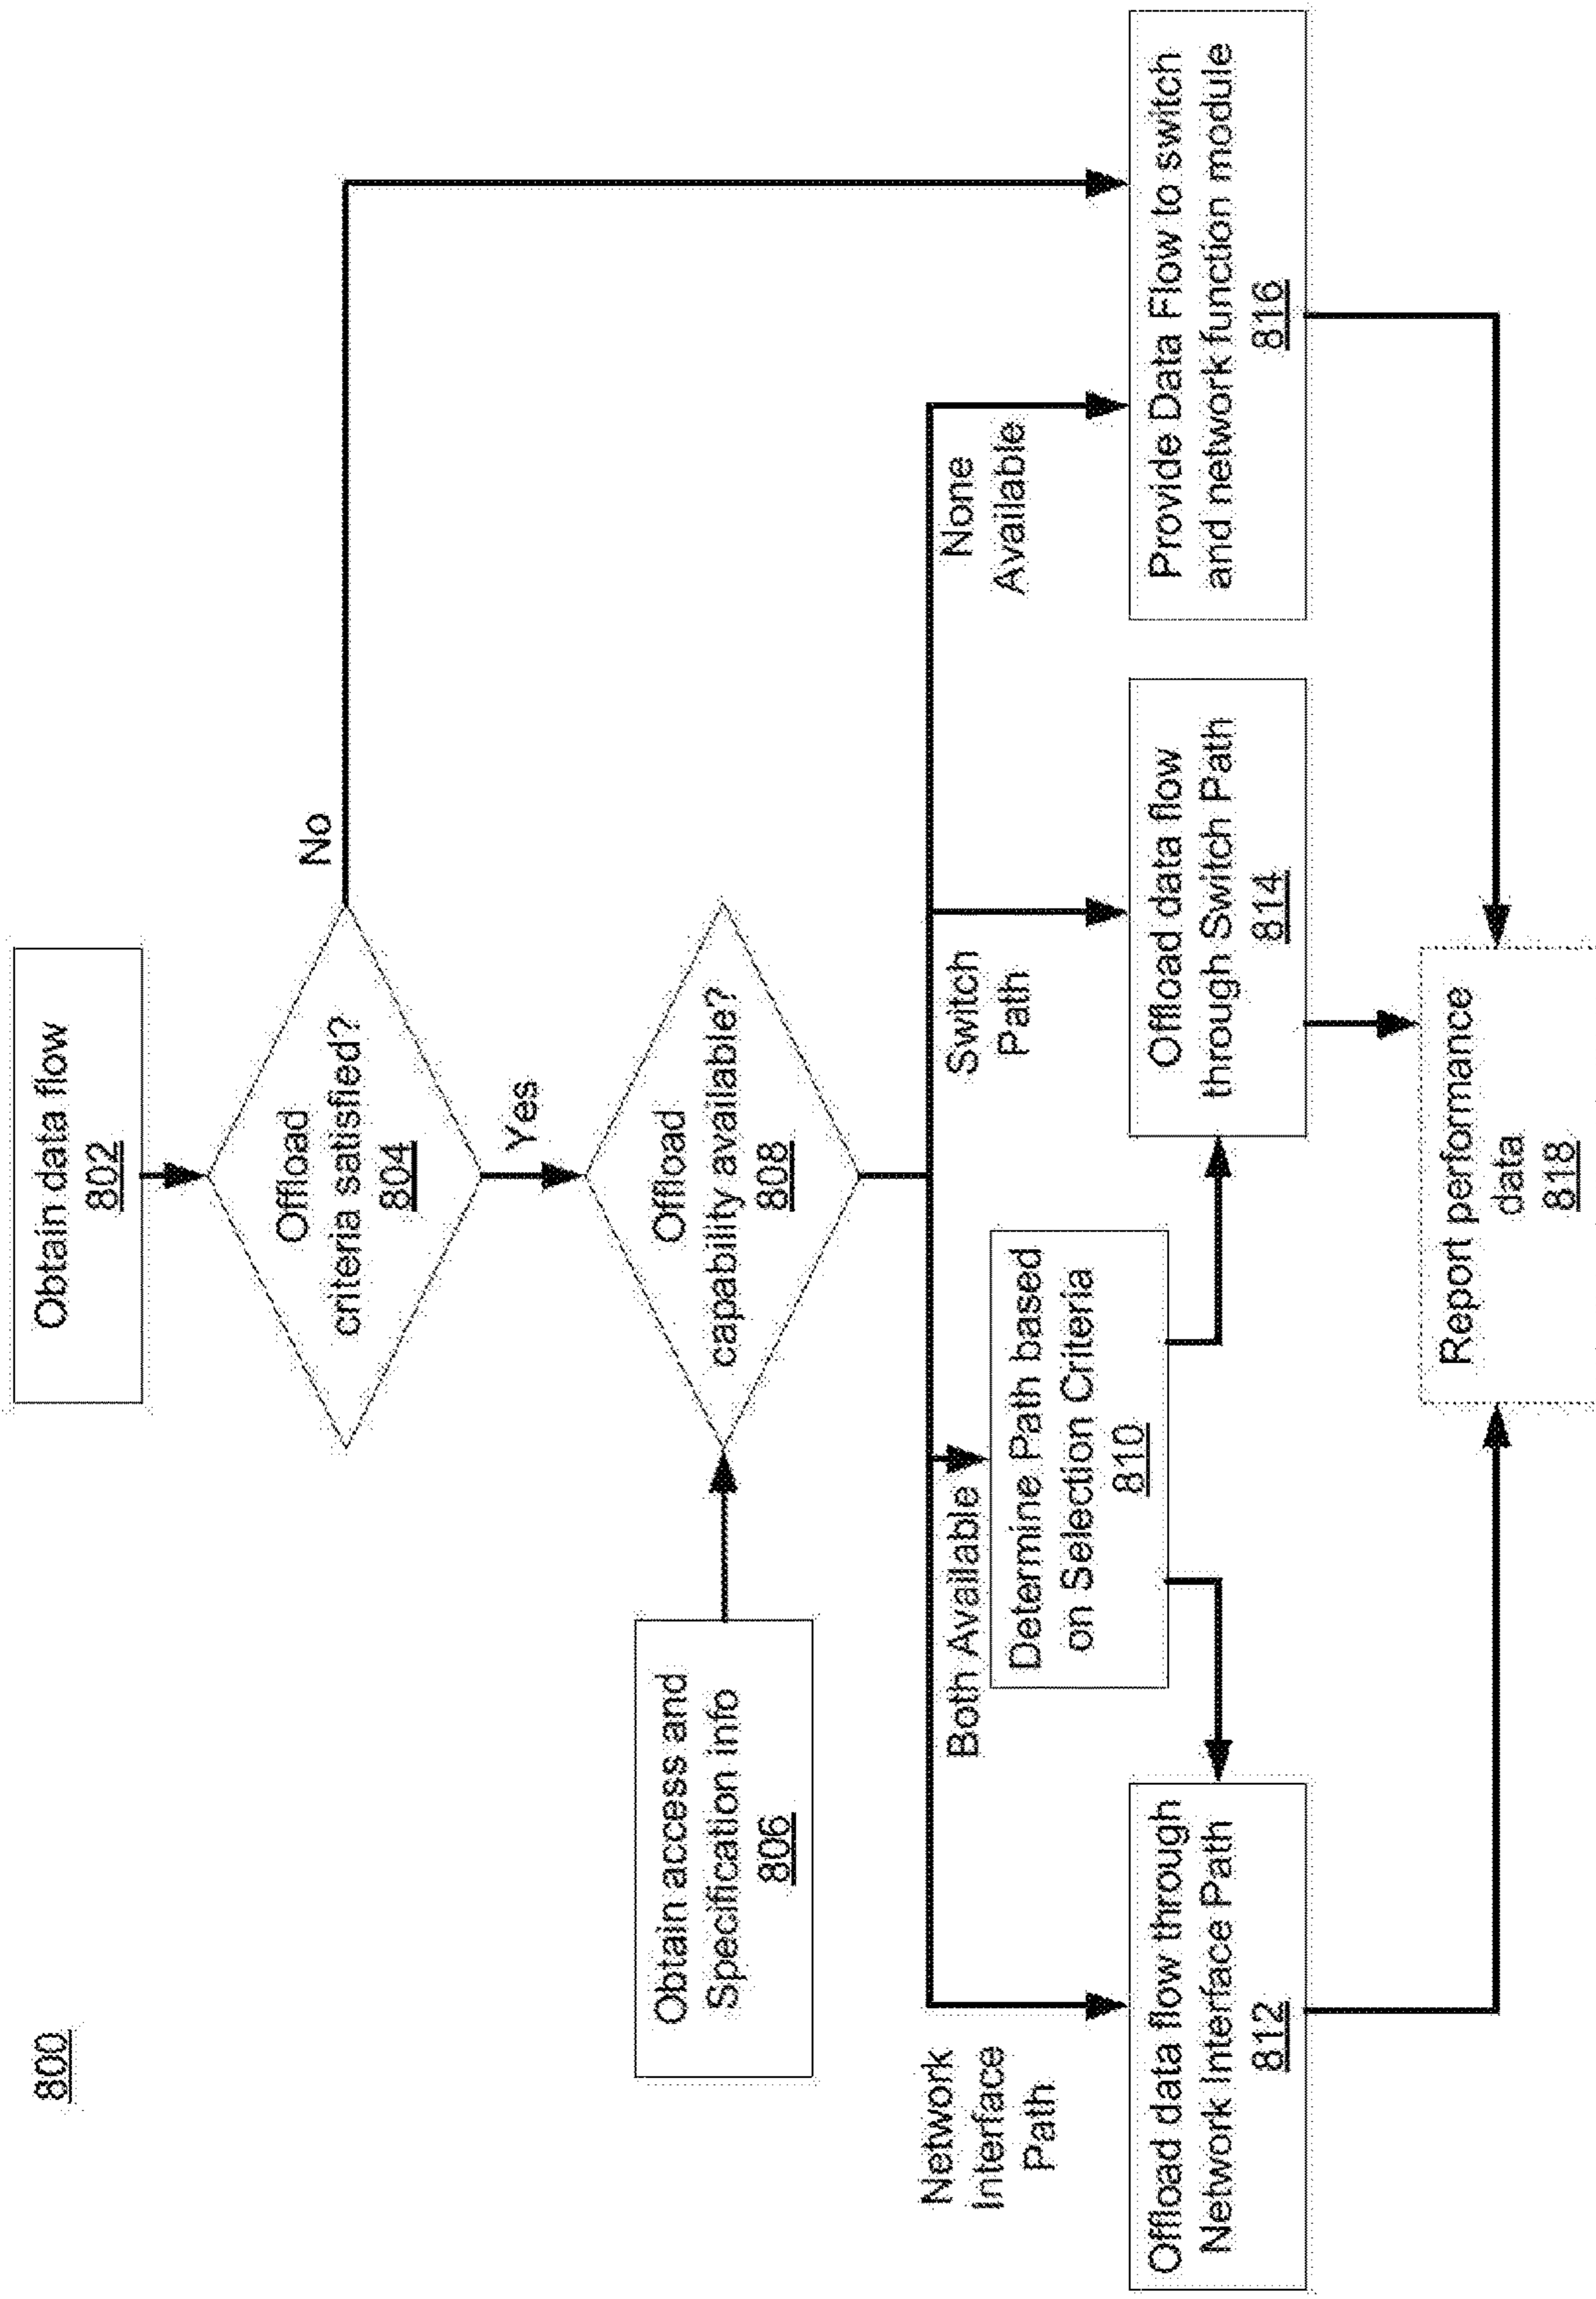 800
Obtain data flow
802
Offload
criteria satisfied?
804
No
Yes
Obtain access and
Specification info
806
Offload
capability available?
808
Network
Interface
Path
Both Available
Switch
Path
None
Available
Determine Path based
on Selection Criteria
810
Offload data flow through
Network Interface Path
812
Offload data flow
through Switch Path
814
Provide Data Flow to switch
and network function module
816
Report performance
data
818